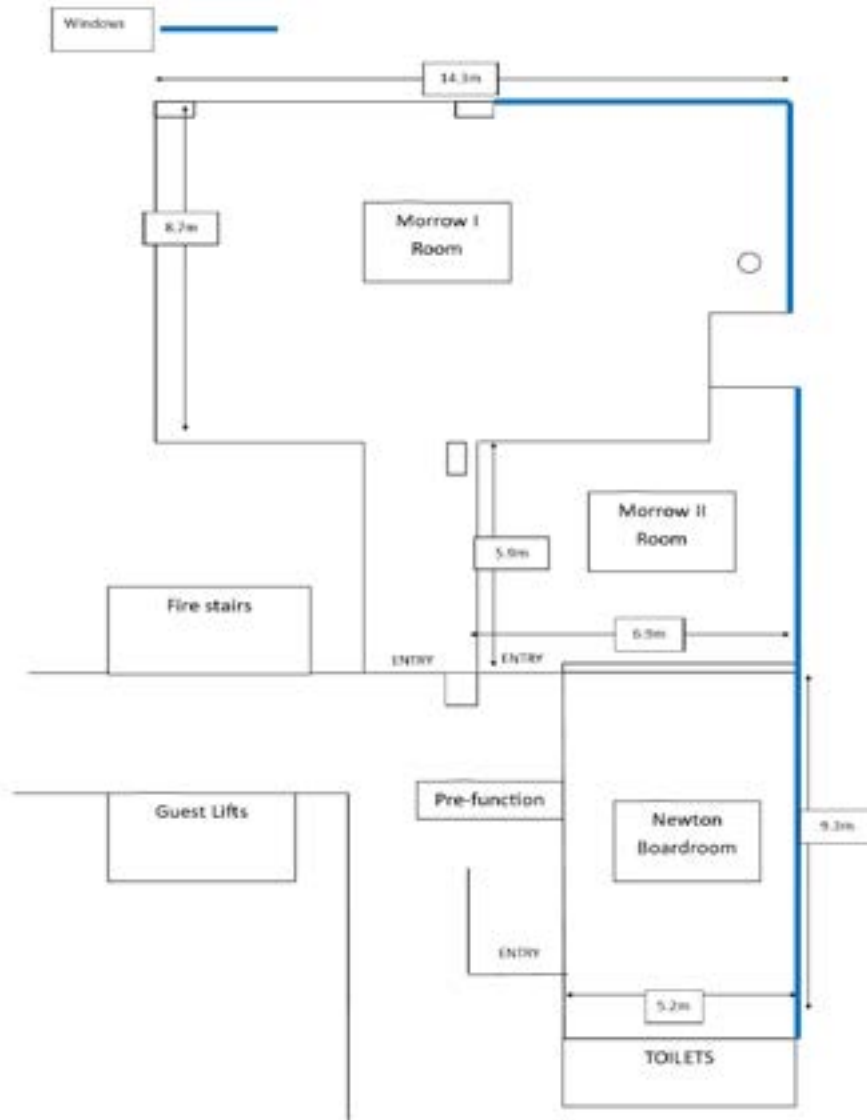 Windows
14.3m
8.7m
Morrow I
Room
Morrow II
Room
5.9m
6.9m
Fire stairs
ENTRY
ENTRY
Guest Lifts
Pre-function
Newton
Boardroom
9.3m
ENTRY
5.2m
TOILETS